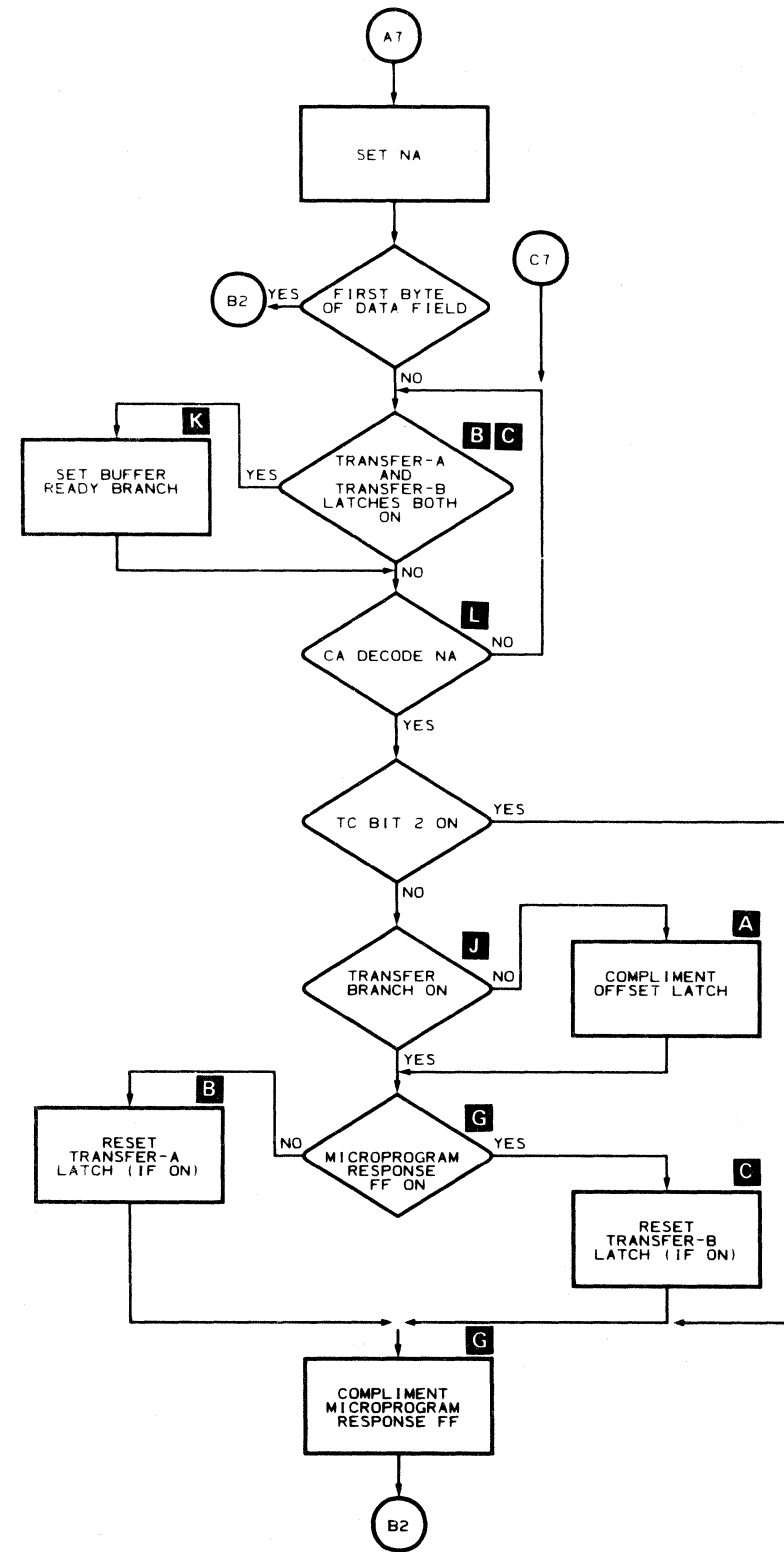 A7
SET NA
C7
B2
YES
FIRST BYTE
OF DATA FIELD
NO
K
B C
SET BUFFER
READY BRANCH
YES
TRANSFER-A
AND
TRANSFER-B
LATCHES BOTH
ON
NO
L
CA DECODE NA
NO
YES
TC BIT 2 ON
YES
NO
J
TRANSFER
BRANCH ON
NO
A
COMPLIMENT
OFFSET LATCH
YES
B
RESET
TRANSFER-A
LATCH (IF ON)
NO
G
MICROPROGRAM
RESPONSE
FF ON
YES
C
RESET
TRANSFER-B
LATCH (IF ON)
G
COMPLIMENT
MICROPROGRAM
RESPONSE FF
B2